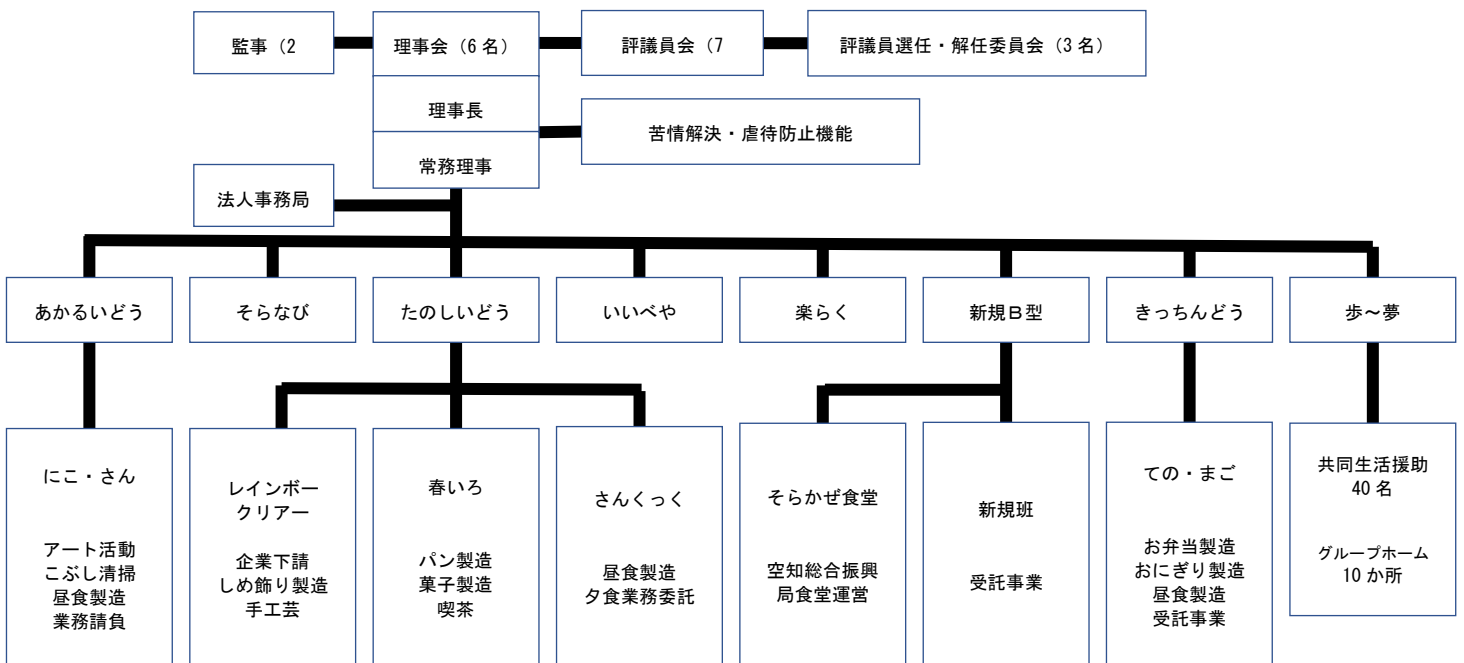 監事（2
理事会（6名）
評議員会（7
評議員選任・解任委員会（3名）
理事長
苦情解決・虐待防止機能
常務理事
法人事務局
あかるいどう
そらなび
たのしいどう
いいべや
楽らく
新規Ｂ型
きっちんどう
歩～夢
にこ・さん
アート活動
こぶし清掃
昼食製造
業務請負
レインボー
クリアー
企業下請
しめ飾り製造
手工芸
春いろ
パン製造
菓子製造
喫茶
さんくっく
昼食製造
夕食業務委託
そらかぜ食堂
空知総合振興
局食堂運営
新規班
受託事業
ての・まご
お弁当製造
おにぎり製造
昼食製造
受託事業
共同生活援助
40名
グループホーム
10か所